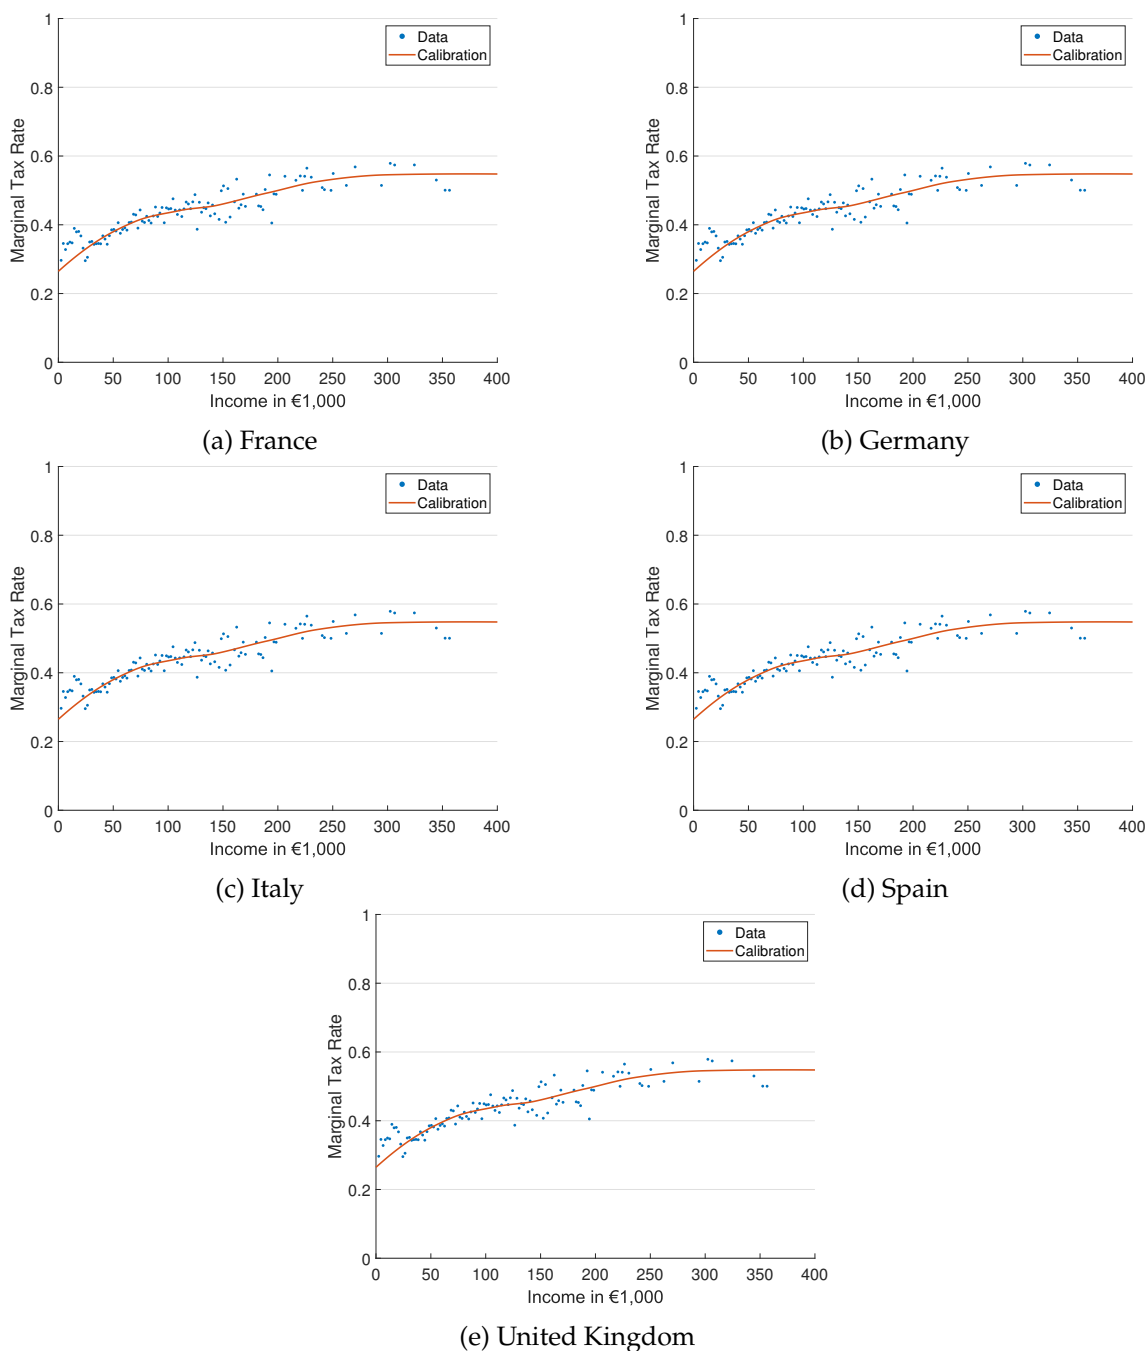 1
0.8
0.6
0.4
0.2
0
Marginal Tax Rate
Data
Calibration
0 50 100 150 200 250 300 350 400
Income in €1,000
(a) France
1
0.8
0.6
0.4
0.2
0
Marginal Tax Rate
Data
Calibration
0 50 100 150 200 250 300 350 400
Income in €1,000
(b) Germany
1
0.8
0.6
0.4
0.2
0
Marginal Tax Rate
Data
Calibration
0 50 100 150 200 250 300 350 400
Income in €1,000
(c) Italy
1
0.8
0.6
0.4
0.2
0
Marginal Tax Rate
Data
Calibration
0 50 100 150 200 250 300 350 400
Income in €1,000
(d) Spain
1
0.8
0.6
0.4
0.2
0
Marginal Tax Rate
Data
Calibration
0 50 100 150 200 250 300 350 400
Income in €1,000
(e) United Kingdom